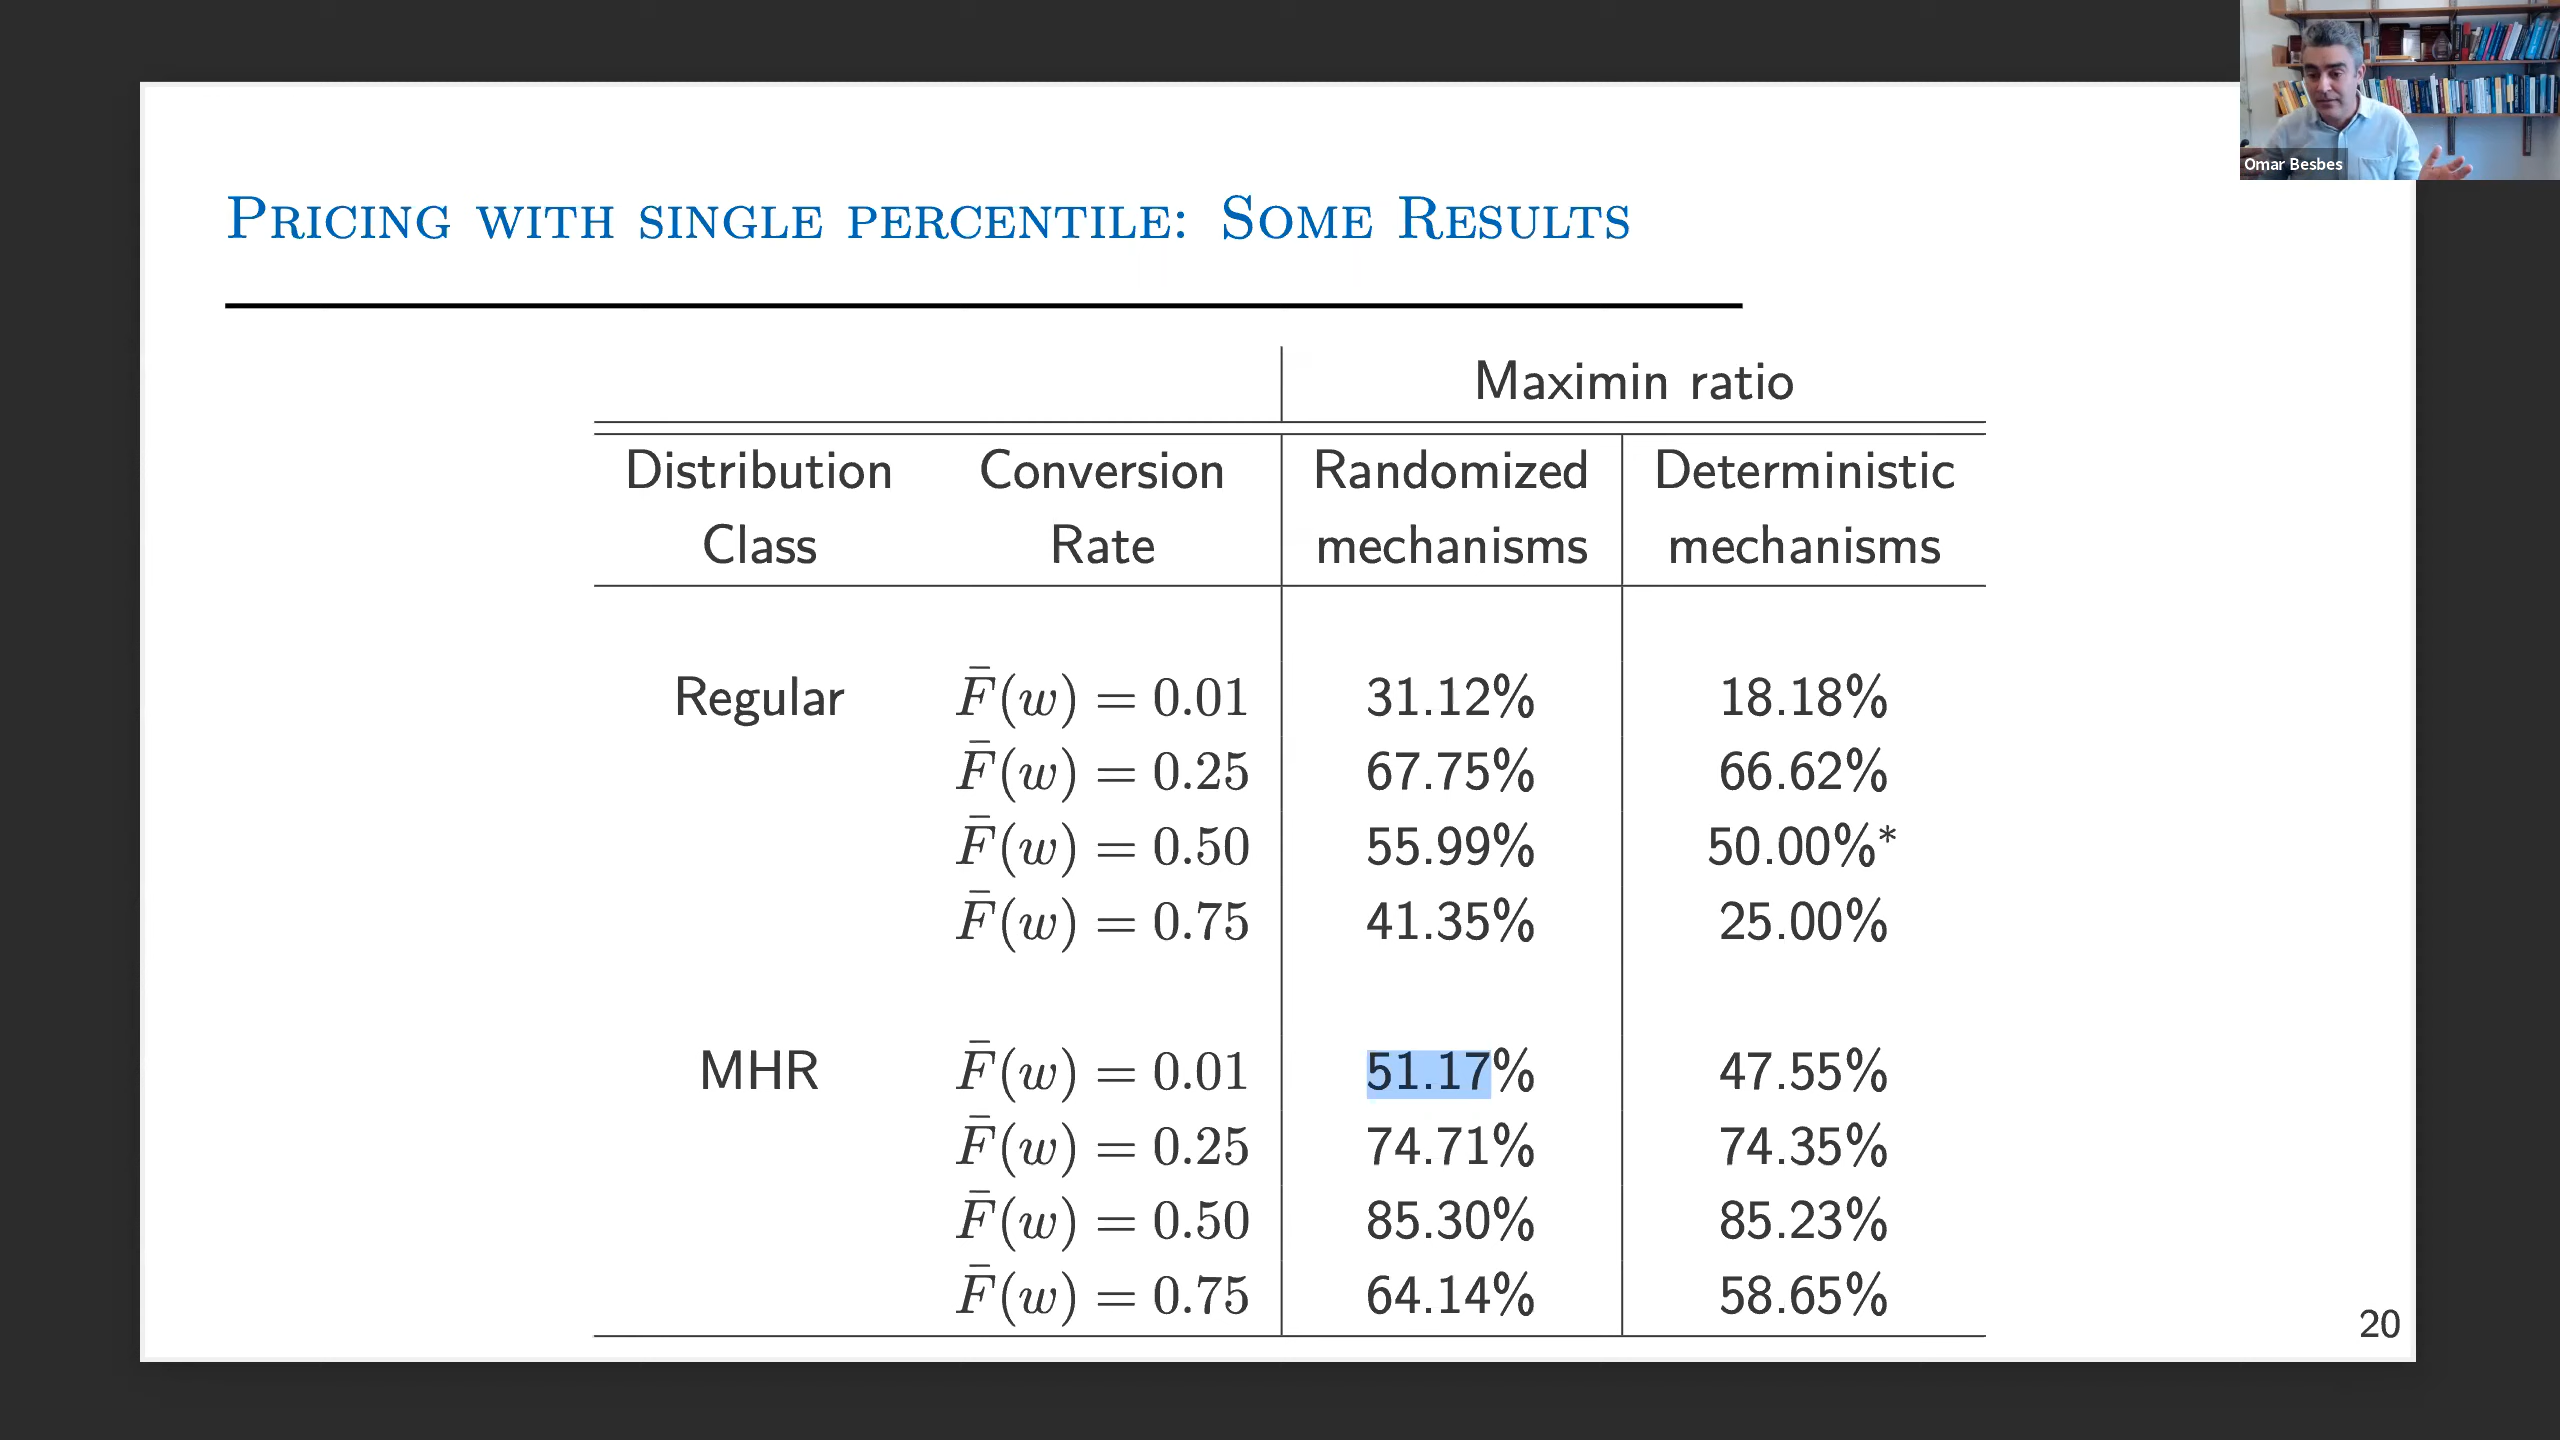 Omar Besbes
Pricing with single percentile: Some Results
Maximin ratio
Distribution Class Conversion Rate Randomized mechanisms Deterministic mechanisms
Regular F̄(w) = 0.01 31.12% 18.18%
F̄(w) = 0.25 67.75% 66.62%
F̄(w) = 0.50 55.99% 50.00%*
F̄(w) = 0.75 41.35% 25.00%
MHR F̄(w) = 0.01 51.17% 47.55%
F̄(w) = 0.25 74.71% 74.35%
F̄(w) = 0.50 85.30% 85.23%
F̄(w) = 0.75 64.14% 58.65%
20